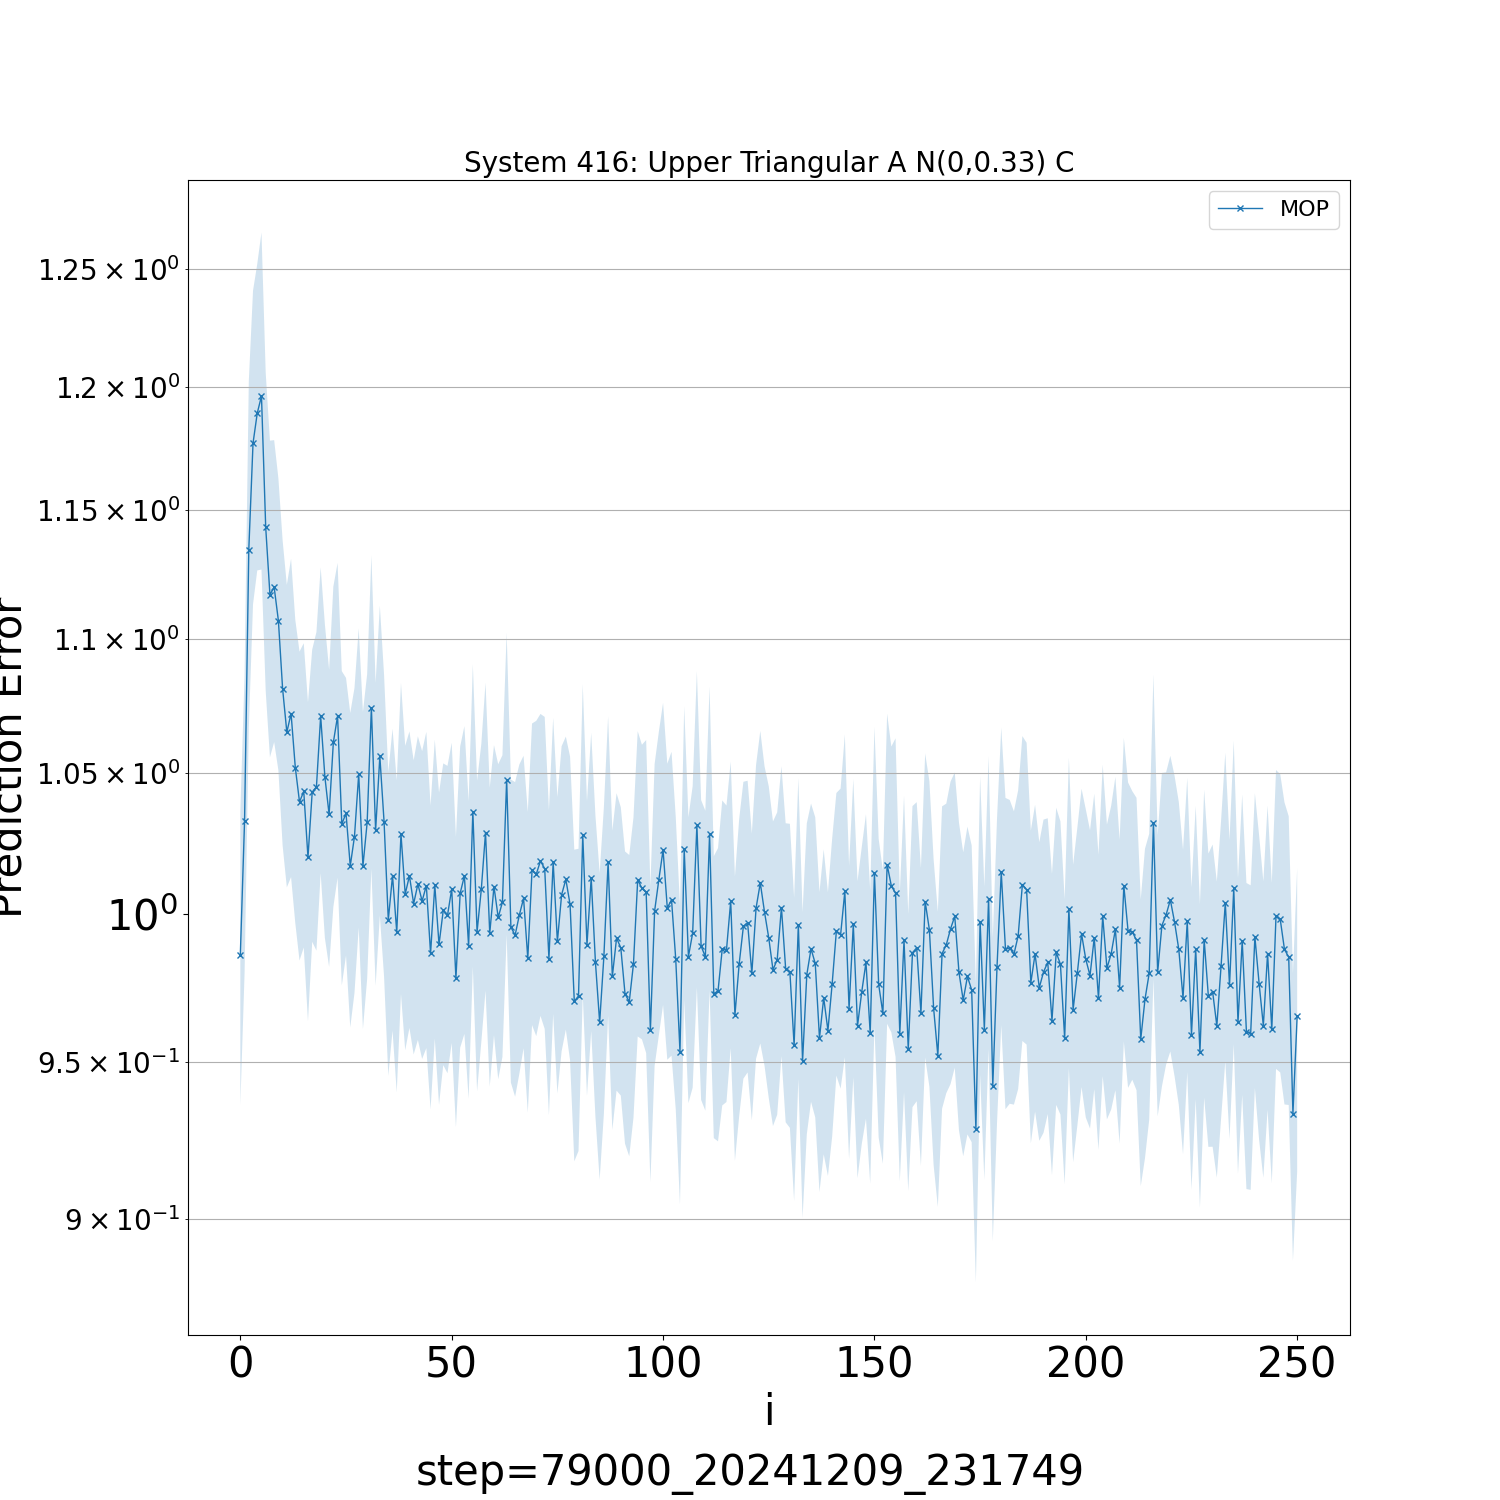 System 416: Upper Triangular A N(0,0.33) C
MOP
1.25 × 10⁰
1.2 × 10⁰
1.15 × 10⁰
1.1 × 10⁰
1.05 × 10⁰
10⁰
9.5 × 10⁻¹
9 × 10⁻¹
Prediction Error
0 50 100 150 200 250
i
step=79000_20241209_231749